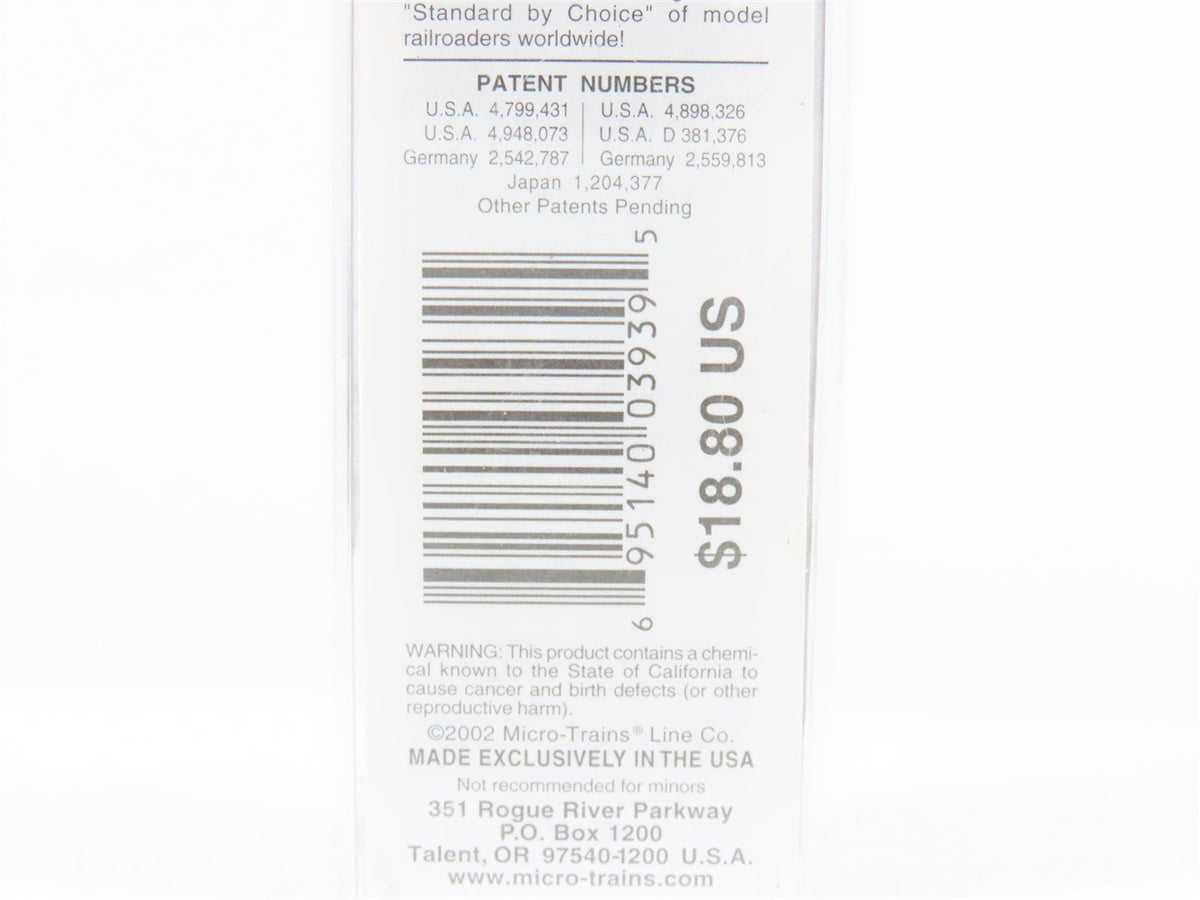 "Standard by Choice" of model
railroaders worldwide!
PATENT NUMBERS
U.S.A. 4,799,431 | U.S.A. 4,898,326
U.S.A. 4,948,073 | U.S.A. D 381,376
Germany 2,542,787 | Germany 2,559,813
Japan 1,204,377
Other Patents Pending
6 95140 03939 5
$18.80 US
WARNING: This product contains a chemi-
cal known to the State of California to
cause cancer and birth defects (or other
reproductive harm).
©2002 Micro-Trains® Line Co.
MADE EXCLUSIVELY IN THE USA
Not recommended for minors
351 Rogue River Parkway
P.O. Box 1200
Talent, OR 97540-1200 U.S.A.
www.micro-trains.com